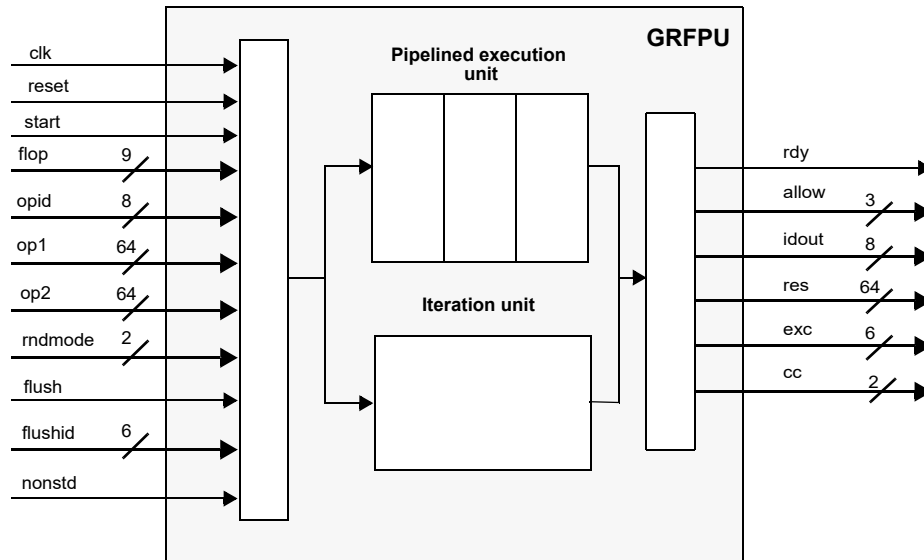 GRFPU
Pipelined execution
unit
Iteration unit
clk
reset
start
flop 9
opid 8
op1 64
op2 64
rndmode 2
flush
flushid 6
nonstd
rdy
allow 3
idout 8
res 64
exc 6
cc 2